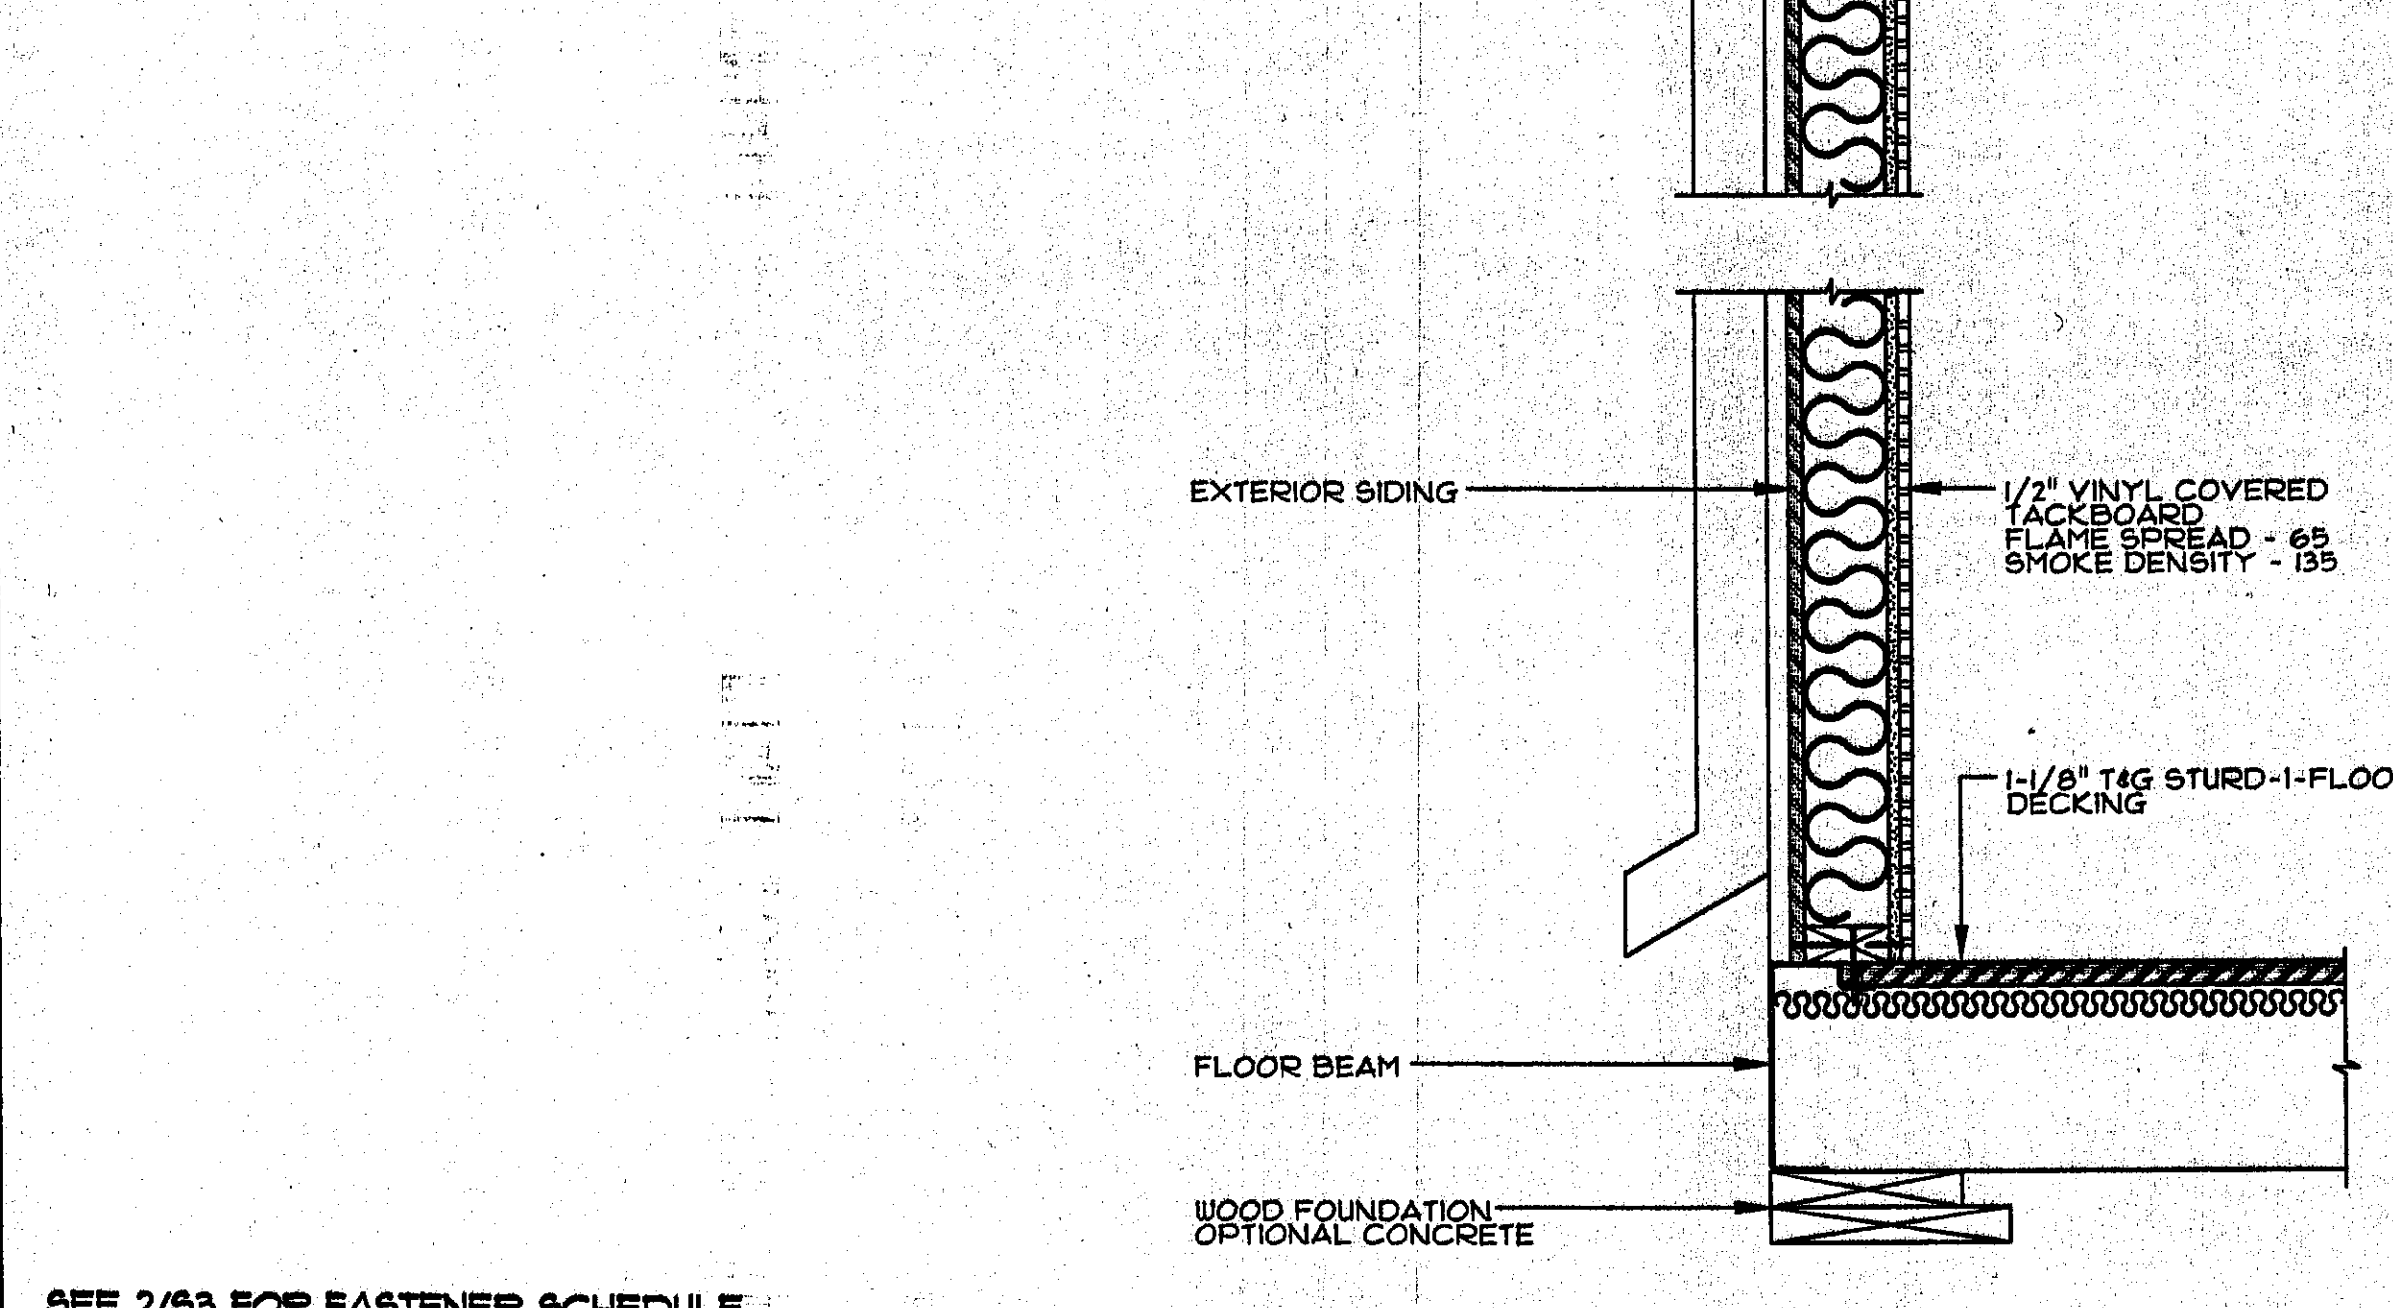 EXTERIOR SIDING
1/2" VINYL COVERED
TACKBOARD
FLAME SPREAD - 65
SMOKE DENSITY - 135
1-1/8" T&G STURD-1-FLOO
DECKING
FLOOR BEAM
WOOD FOUNDATION
OPTIONAL CONCRETE
SEE 2/S3 FOR FASTENER SCHEDULE